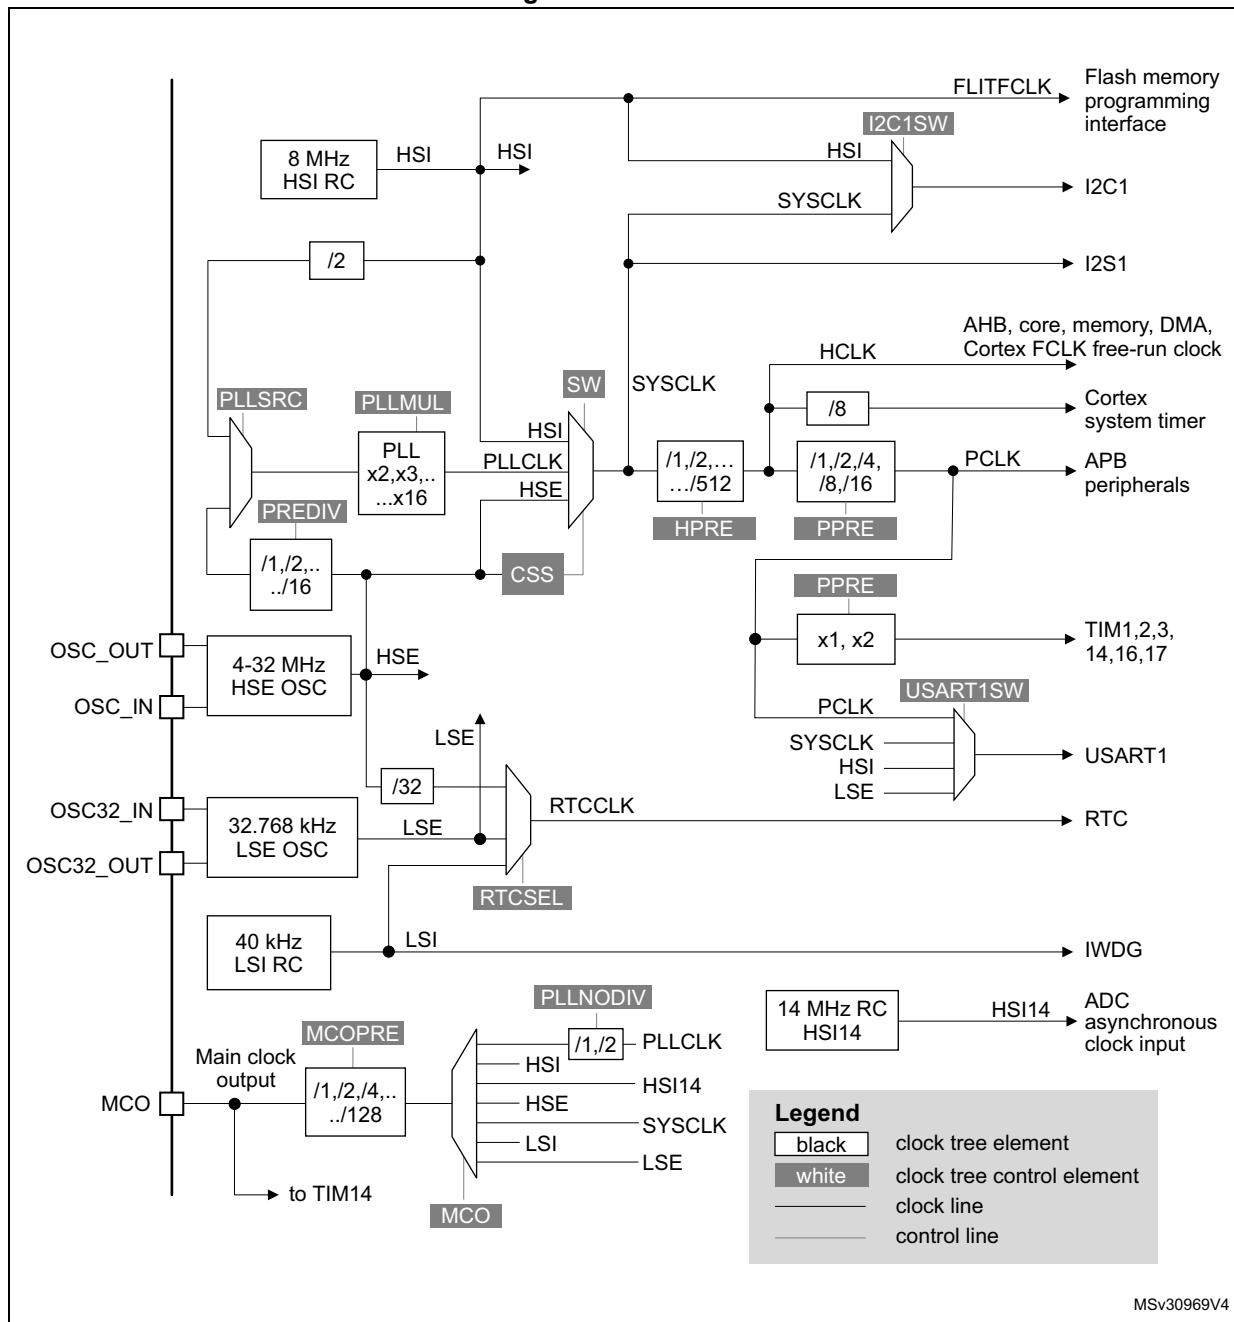 g
FLITFCLK
Flash memory
programming
interface
I2C1SW
8 MHz
HSI RC
HSI
HSI
HSI
I2C1
SYSCLK
/2
I2S1
AHB, core, memory, DMA,
Cortex FCLK free-run clock
HCLK
SW
SYSCLK
PLLSRC
PLLMUL
/8
Cortex
system timer
HSI
PLL
x2,x3,..
...x16
PLLCLK
HSE
/1,/2,…
…/512
/1,/2,/4,
/8,/16
PCLK
APB
peripherals
PREDIV
HPRE
PPRE
/1,/2,..
../16
CSS
PPRE
OSC_OUT
4-32 MHz
HSE OSC
HSE
x1, x2
TIM1,2,3,
14,16,17
OSC_IN
USART1SW
PCLK
LSE
SYSCLK
HSI
LSE
USART1
/32
OSC32_IN
32.768 kHz
LSE OSC
LSE
RTCCLK
RTC
OSC32_OUT
RTCSEL
40 kHz
LSI RC
LSI
IWDG
PLLNODIV
14 MHz RC
HSI14
HSI14
ADC
asynchronous
clock input
MCOPRE
/1,/2
PLLCLK
Main clock
output
HSI
HSI14
MCO
/1,/2,/4,..
../128
HSE
SYSCLK
LSI
LSE
to TIM14
MCO
Legend
black
clock tree element
white
clock tree control element
clock line
control line
MSv30969V4